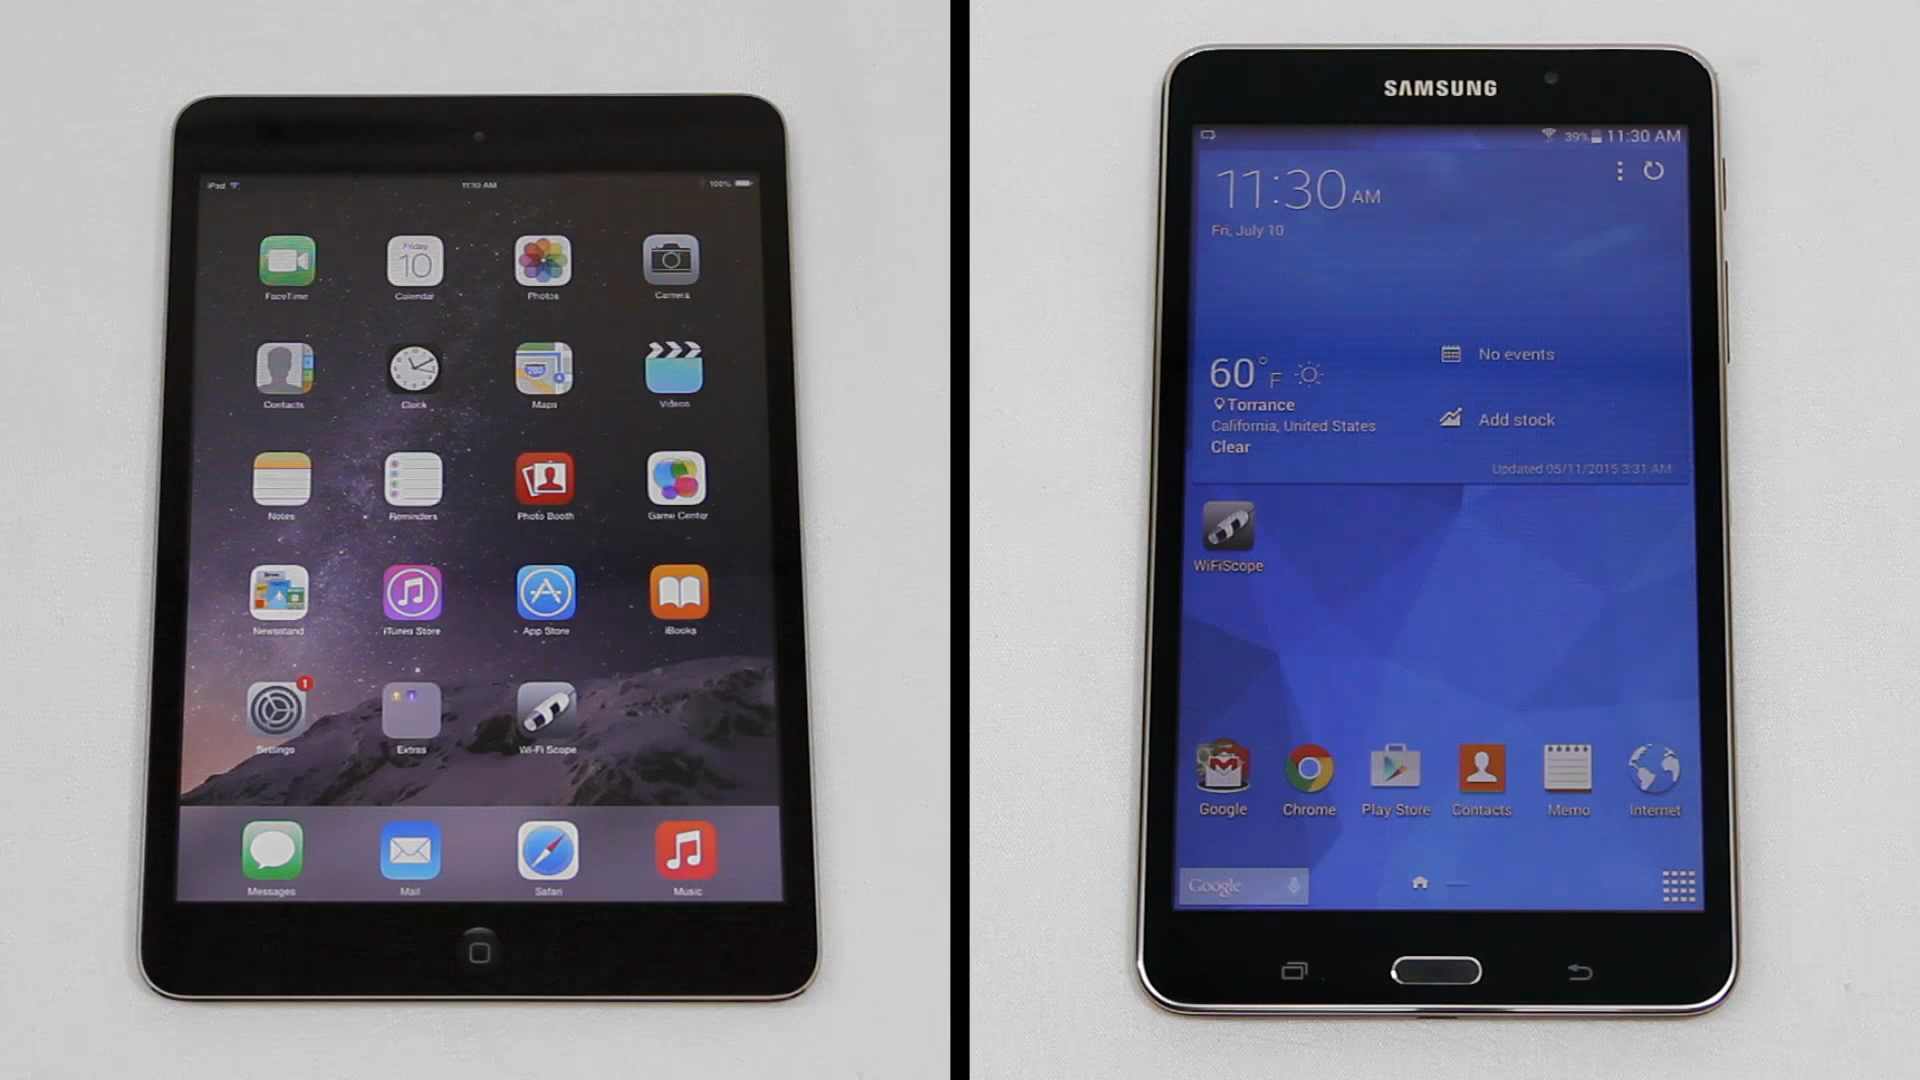 iPad
11:30 AM
100%
Friday
10
FaceTime
Calendar
Photos
Camera
280
Contacts
Clock
Maps
Videos
Notes
Reminders
Photo Booth
Game Center
Newsstand
iTunes Store
App Store
iBooks
1
Settings
Extras
Wi-Fi Scope
Messages
Mail
Safari
Music
SAMSUNG
39% 11:30 AM
11:30 AM
Fri, July 10
60°F
Torrance
California, United States
Clear
No events
Add stock
Updated 05/11/2015 3:31 AM
WiFiScope
Google
Chrome
Play Store
Contacts
Memo
Internet
Google